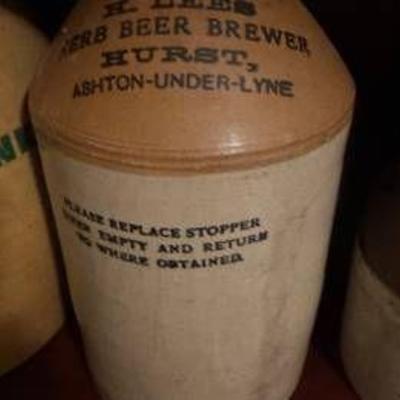 H. LEES
HERB BEER BREWER
HURST,
ASHTON-UNDER-LYNE
PLEASE REPLACE STOPPER
WHEN EMPTY AND RETURN
TO WHERE OBTAINED.